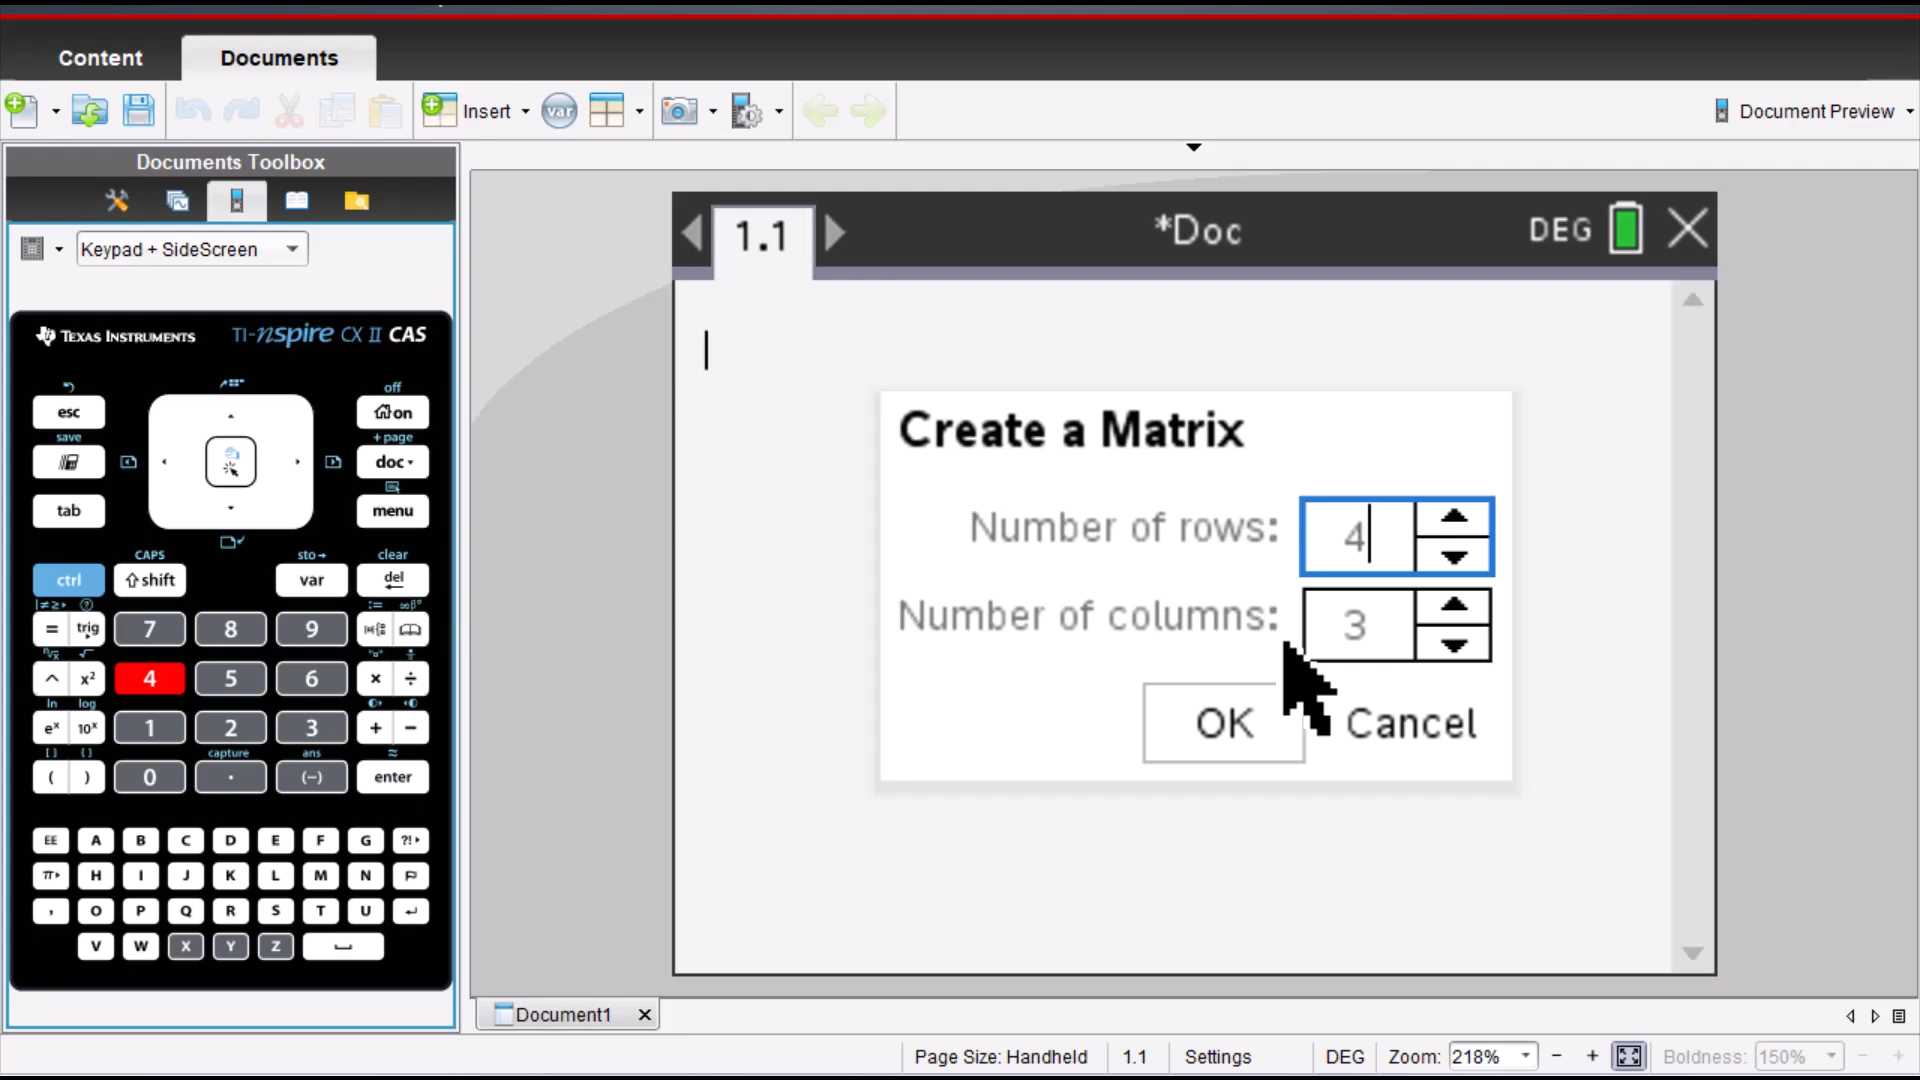 Content Documents
Insert var Document Preview
Documents Toolbox
Keypad + SideScreen
TEXAS INSTRUMENTS TI-nspire CX II CAS
off
esc on
save + page
doc
tab menu
CAPS sto→ clear
ctrl shift var del
= trig 7 8 9
^ x² 4 5 6 × ÷
ln log
eˣ 10ˣ 1 2 3 + −
[ ] { } capture ans ≈
( ) 0 . (−) enter
EE A B C D E F G ?!▸
π▸ H I J K L M N
, O P Q R S T U
V W X Y Z
1.1 *Doc DEG
Create a Matrix
Number of rows: 4
Number of columns: 3
OK Cancel
Document1
Page Size: Handheld 1.1 Settings DEG Zoom: 218% − + Boldness: 150% − +